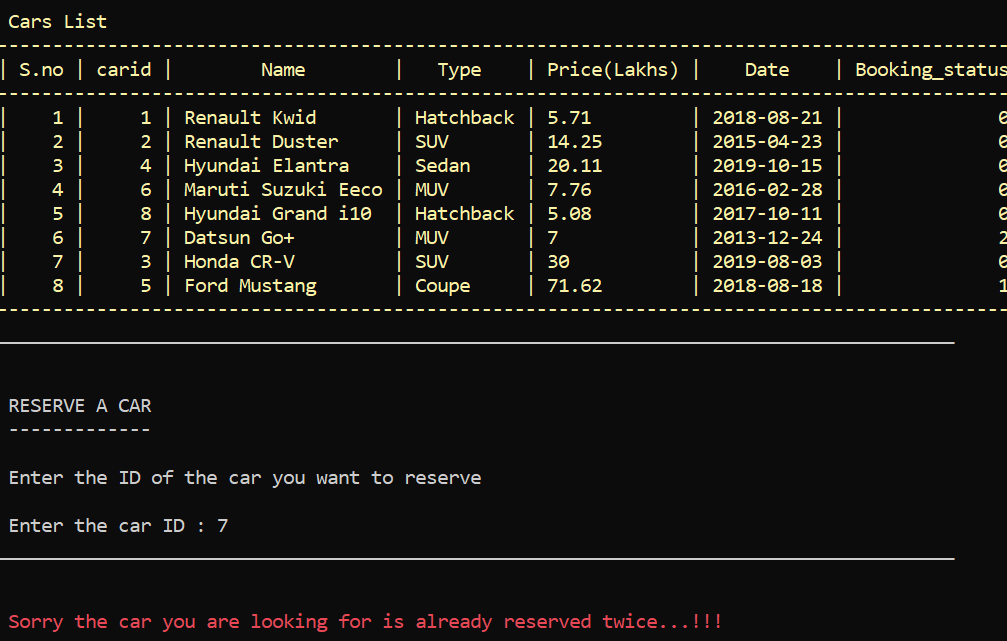 Cars List
--------------------------------------------------------------------------------------------
| S.no | carid |        Name        |   Type    | Price(Lakhs) |    Date    | Booking_status
--------------------------------------------------------------------------------------------
|    1 |     1 | Renault Kwid       | Hatchback | 5.71         | 2018-08-21 |              0
|    2 |     2 | Renault Duster     | SUV       | 14.25        | 2015-04-23 |              0
|    3 |     4 | Hyundai Elantra    | Sedan     | 20.11        | 2019-10-15 |              0
|    4 |     6 | Maruti Suzuki Eeco | MUV       | 7.76         | 2016-02-28 |              0
|    5 |     8 | Hyundai Grand i10  | Hatchback | 5.08         | 2017-10-11 |              0
|    6 |     7 | Datsun Go+         | MUV       | 7            | 2013-12-24 |              2
|    7 |     3 | Honda CR-V         | SUV       | 30           | 2019-08-03 |              0
|    8 |     5 | Ford Mustang       | Coupe     | 71.62        | 2018-08-18 |              1
--------------------------------------------------------------------------------------------
RESERVE A CAR
-------------
Enter the ID of the car you want to reserve
Enter the car ID : 7
Sorry the car you are looking for is already reserved twice...!!!